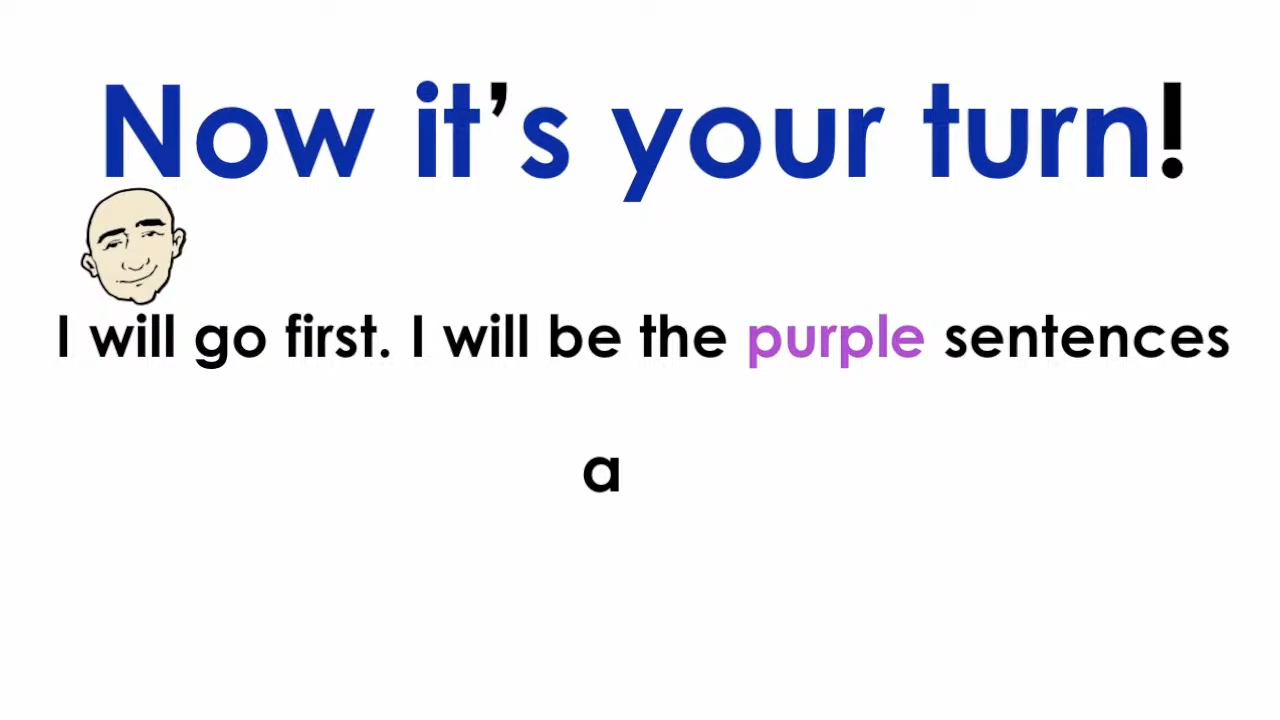 Now it’s your turn!
I will go first. I will be the purple sentences
a